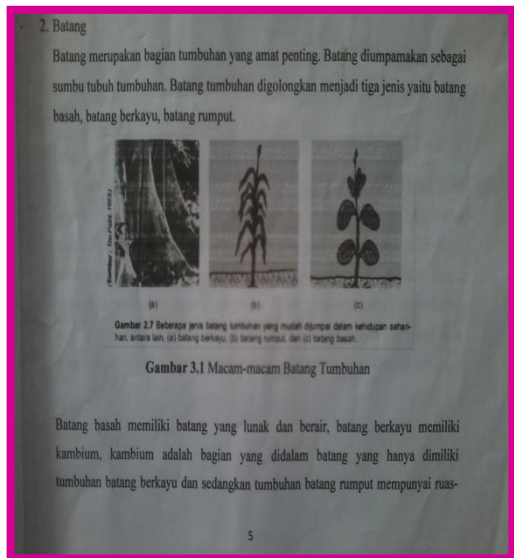 2. Batang
Batang merupakan bagian tumbuhan yang amat penting. Batang diumpamakan sebagai
sumbu tubuh tumbuhan. Batang tumbuhan digolongkan menjadi tiga jenis yaitu batang
basah, batang berkayu, batang rumput.
(a) (b) (c)
Gambar 2.7 Beberapa jenis batang tumbuhan yang mudah dijumpai dalam kehidupan sehari-
han, antara lain, (a) batang berkayu, (b) batang rumput, dan (c) batang basah.
Gambar 3.1 Macam-macam Batang Tumbuhan
Batang basah memiliki batang yang lunak dan berair, batang berkayu memiliki
kambium, kambium adalah bagian yang didalam batang yang hanya dimiliki
tumbuhan batang berkayu dan sedangkan tumbuhan batang rumput mempunyai ruas-
5